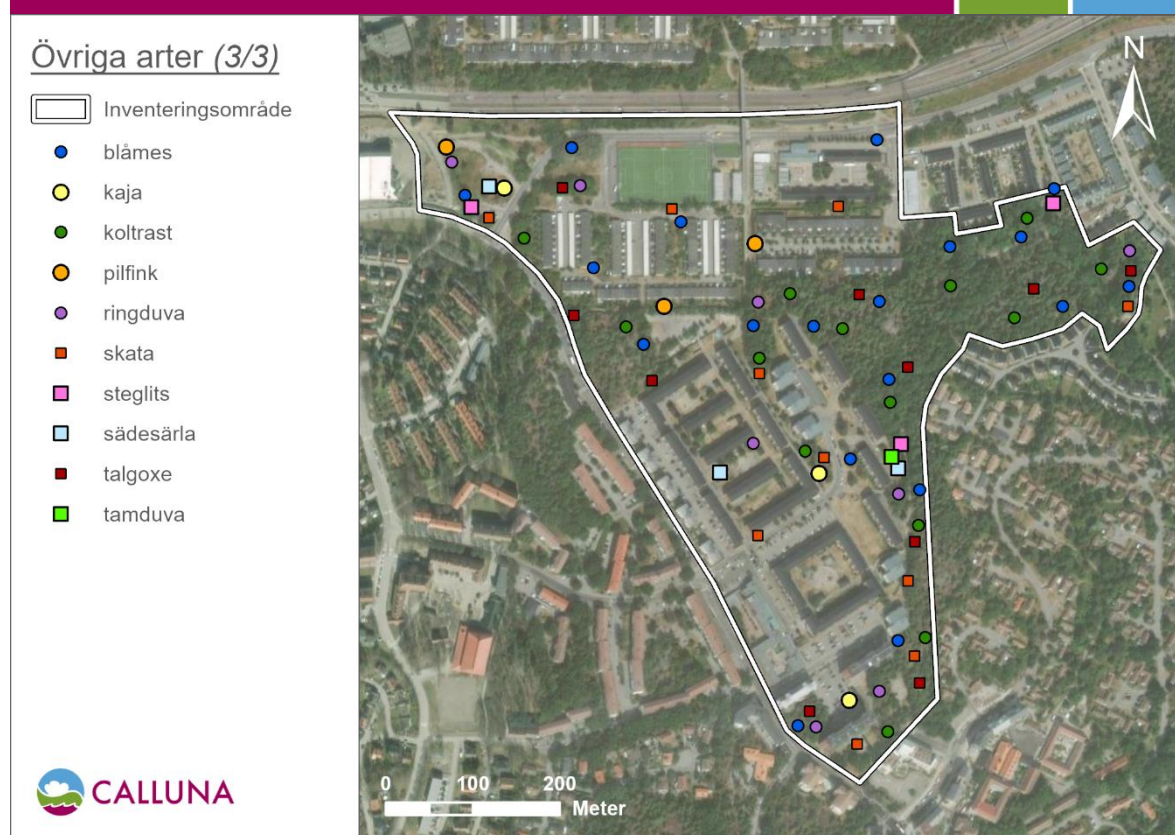 Övriga arter (3/3)
Inventeringsområde
blåmes
kaja
koltrast
pilfink
ringduva
skata
steglits
sädesärla
talgoxe
tamduva
CALLUNA
N
0 100 200
Meter